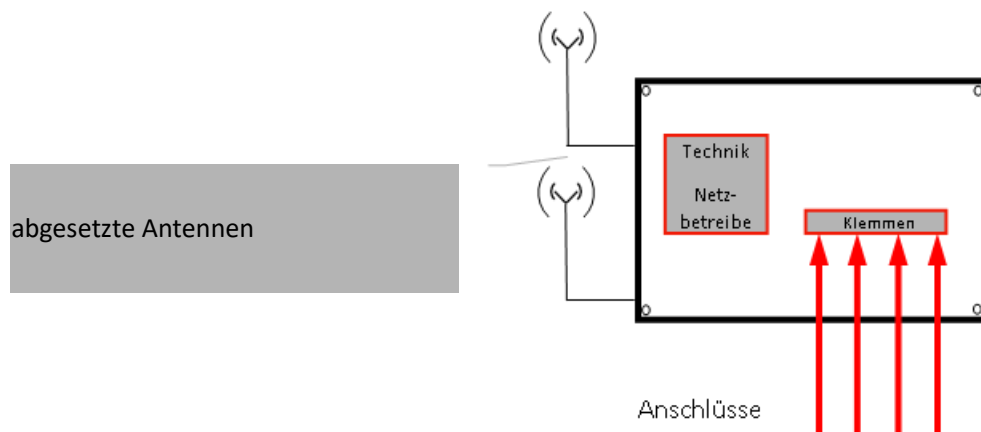 abgesetzte Antennen
Technik
Netz-
betreibe
Klemmen
Anschlüsse